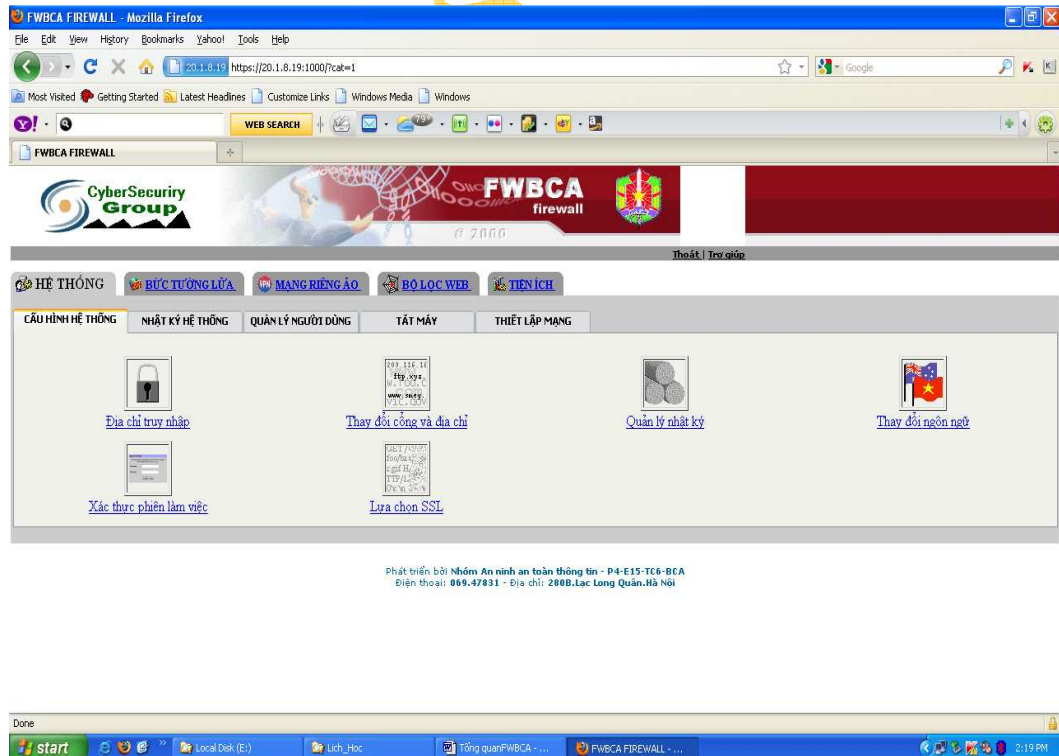 FWBCA FIREWALL - Mozilla Firefox
File Edit View History Bookmarks Yahoo! Tools Help
20.1.8.19 https://20.1.8.19:1000/?cat=1
Google
Most Visited Getting Started Latest Headlines Customize Links Windows Media Windows
WEB SEARCH
79°
FWBCA FIREWALL
CyberSecuriry
Group
FWBCA
firewall
@ 2000
Thoát | Trợ giúp
HỆ THỐNG BỨC TƯỜNG LỬA MẠNG RIÊNG ẢO BỘ LỌC WEB TIỆN ÍCH
CẤU HÌNH HỆ THỐNG NHẬT KÝ HỆ THỐNG QUẢN LÝ NGƯỜI DÙNG TẮT MÁY THIẾT LẬP MẠNG
Địa chỉ truy nhập Thay đổi cổng và địa chỉ Quản lý nhật ký Thay đổi ngôn ngữ
Xác thực phiên làm việc Lựa chọn SSL
Phát triển bởi Nhóm An ninh an toàn thông tin - P4-E15-TC6-BCA
Điện thoại: 069.47831 - Địa chỉ: 280B.Lạc Long Quân.Hà Nội
Done
start Local Disk (E:) Lich_Hoc Tổng quanFWBCA - ... FWBCA FIREWALL - ... 2:19 PM